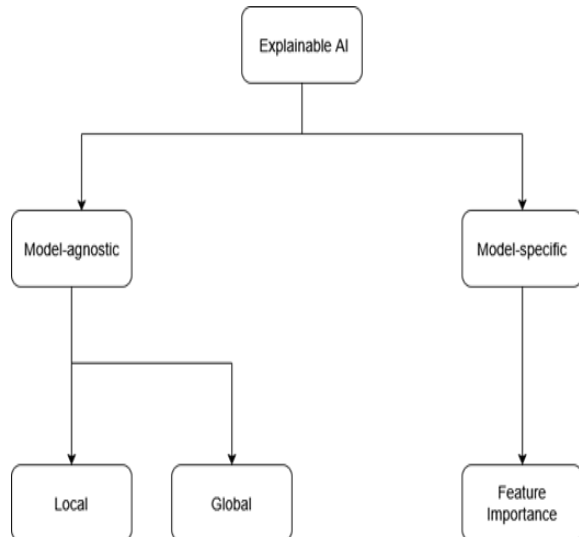 Explainable AI
Model-agnostic
Model-specific
Local
Global
Feature
Importance